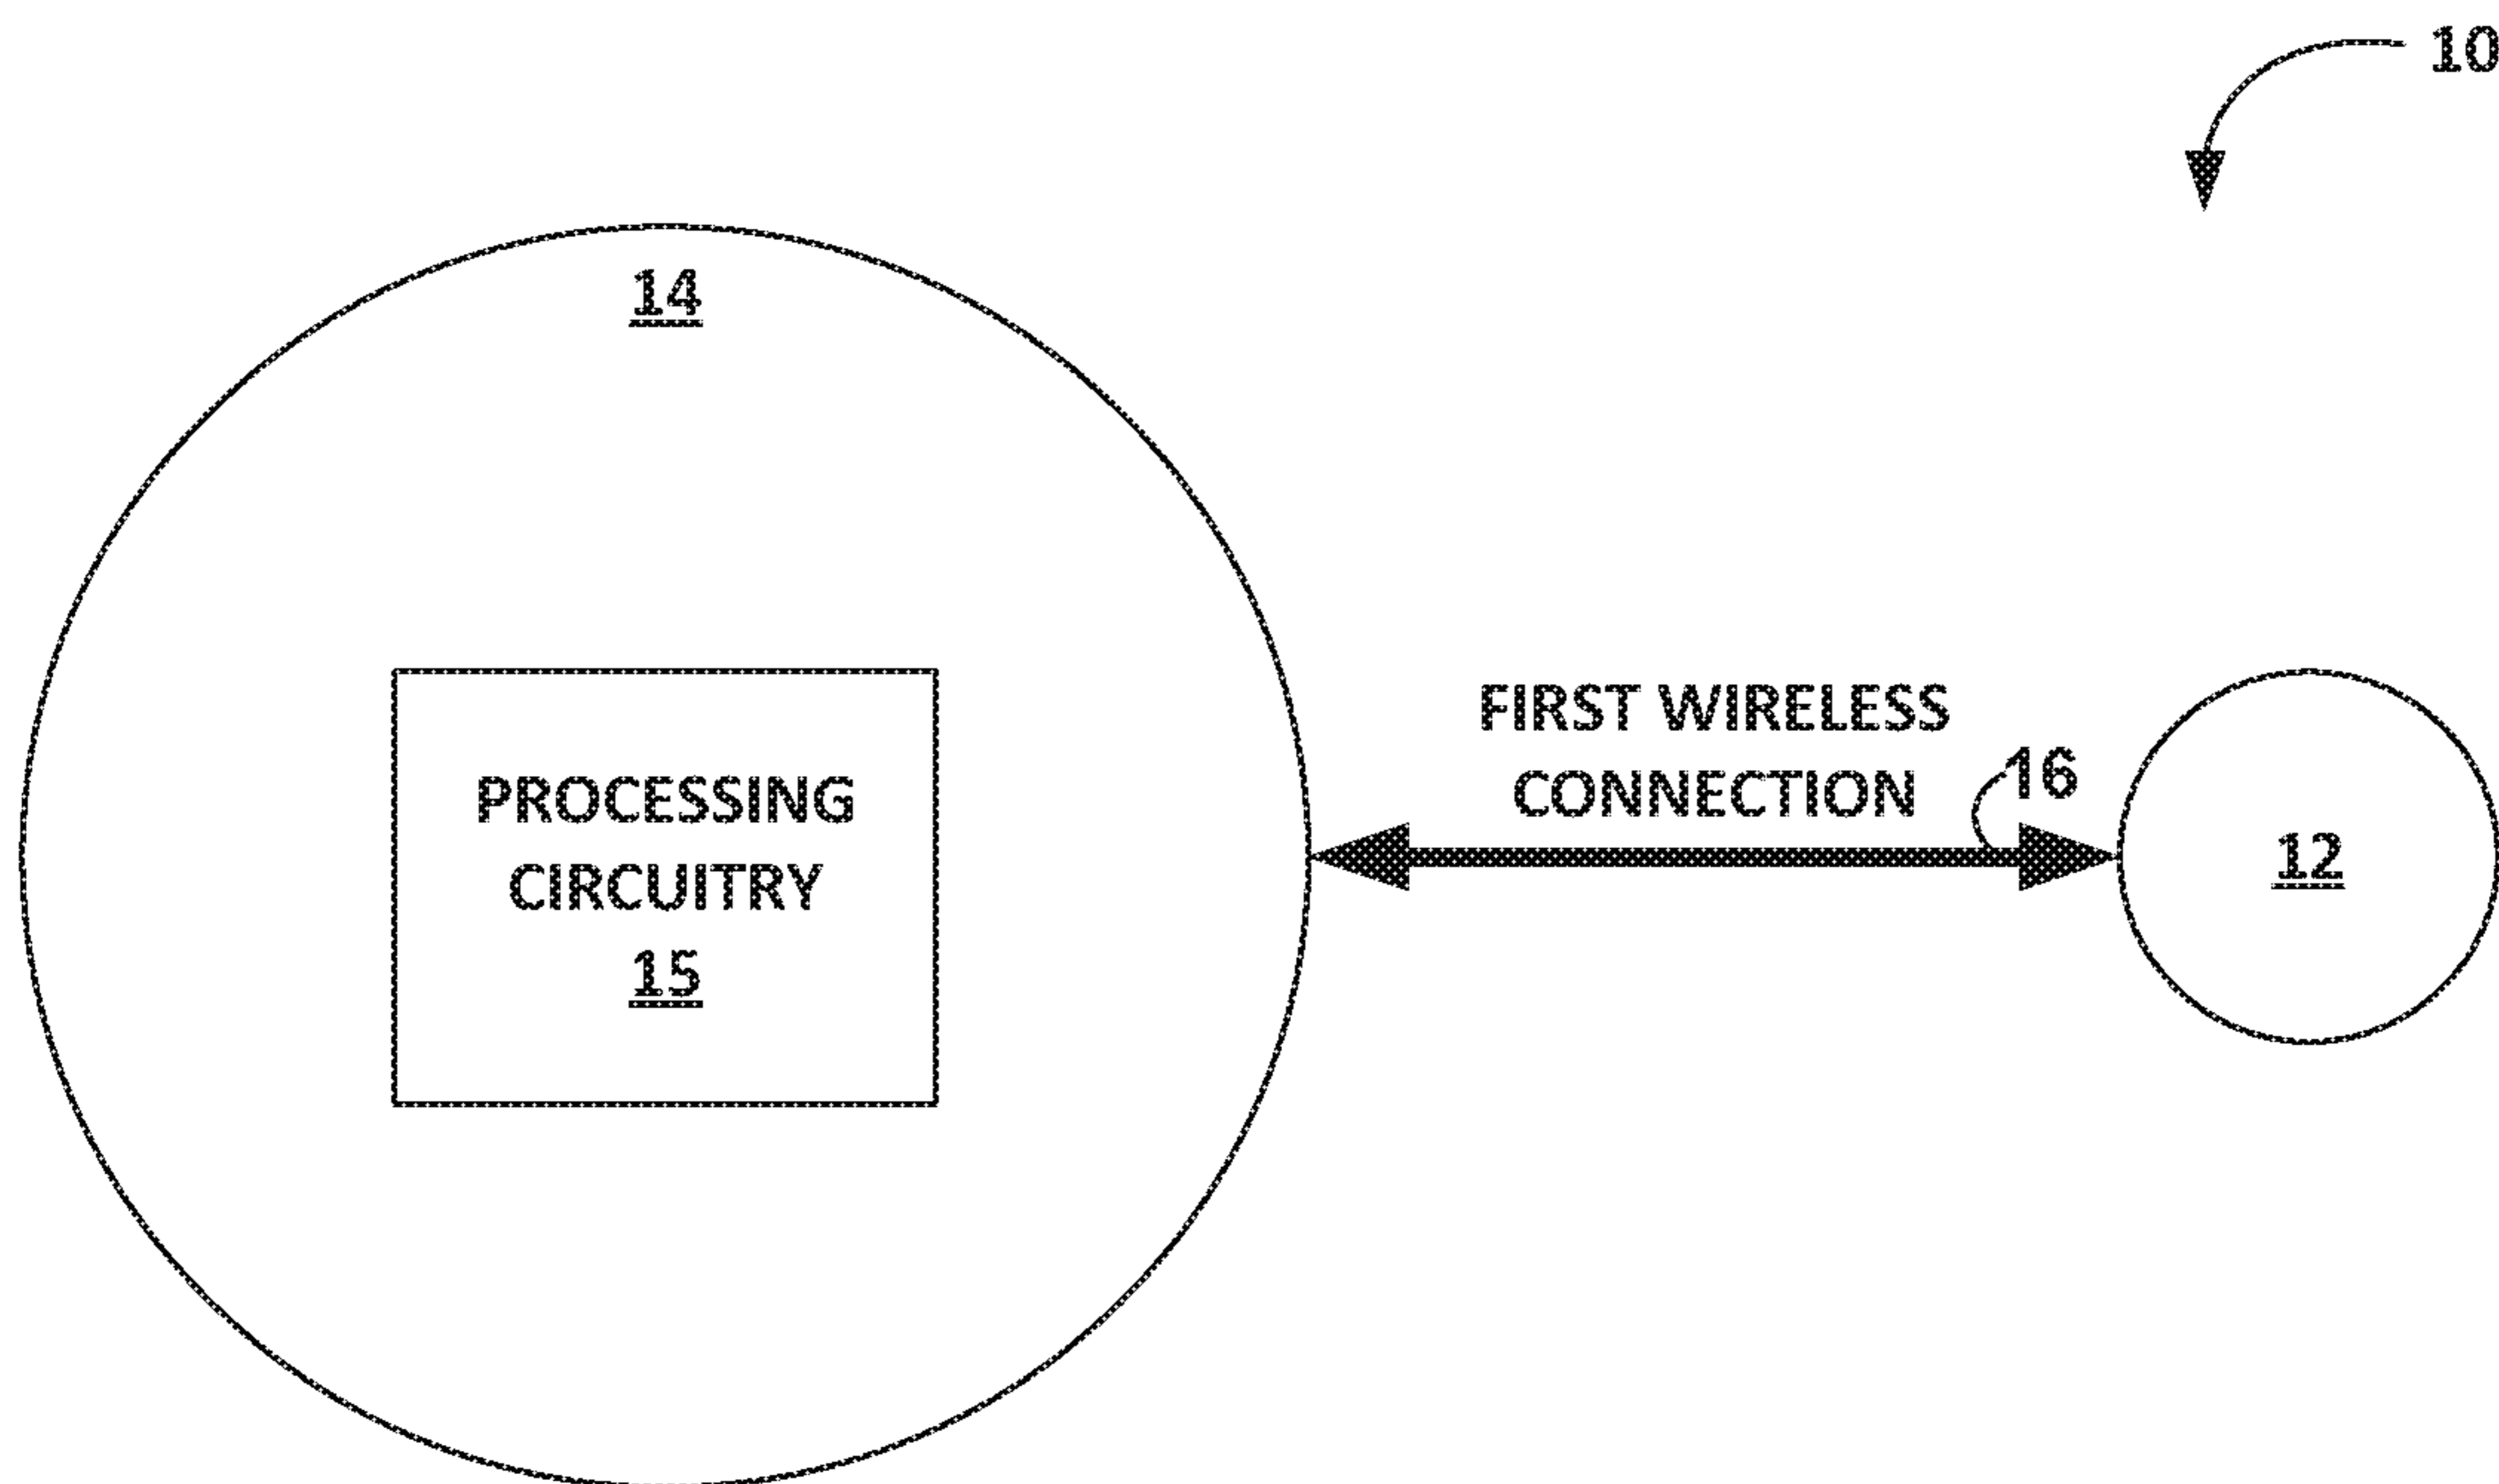 10
14
FIRST WIRELESS
CONNECTION
16
PROCESSING
CIRCUITRY
15
12